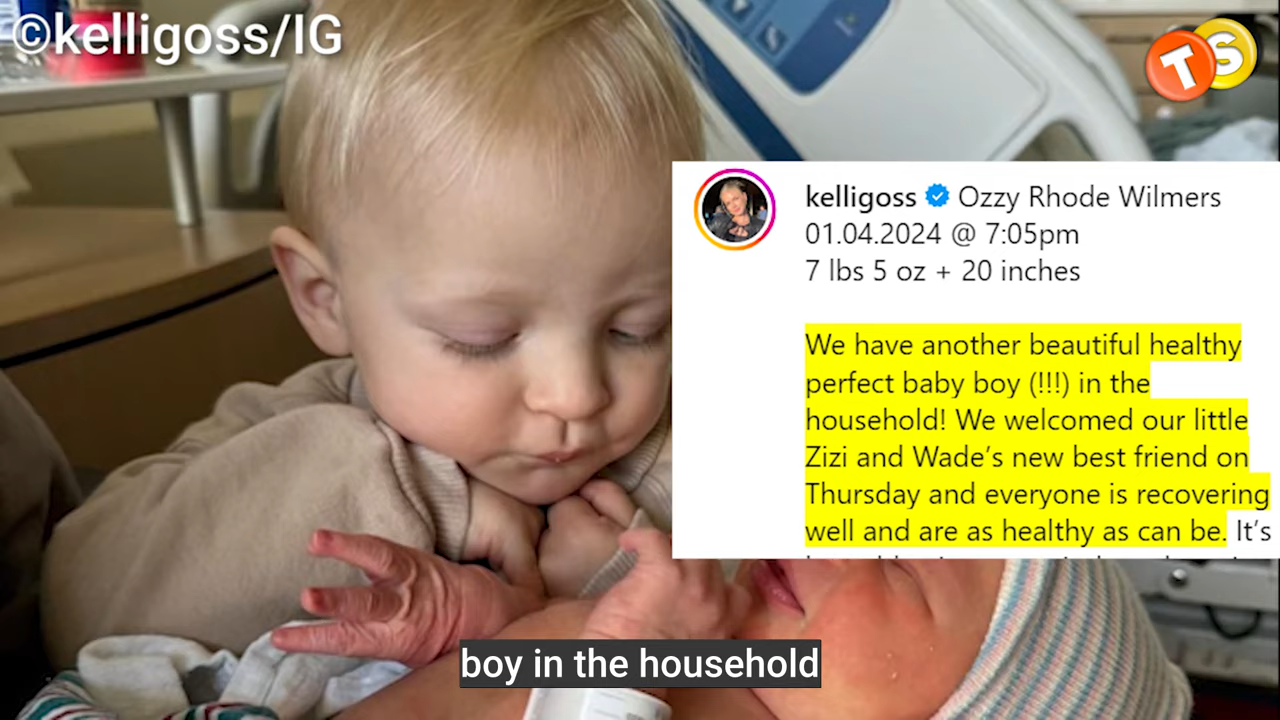 ©kelligoss/IG
TS
kelligoss Ozzy Rhode Wilmers
01.04.2024 @ 7:05pm
7 lbs 5 oz + 20 inches
We have another beautiful healthy
perfect baby boy (!!!) in the
household! We welcomed our little
Zizi and Wade’s new best friend on
Thursday and everyone is recovering
well and are as healthy as can be. It’s
boy in the household